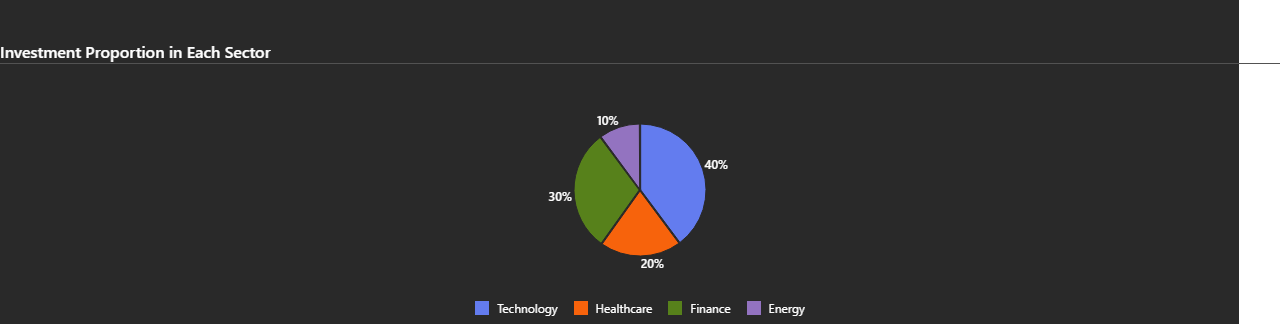 Investment Proportion in Each Sector
10%
40%
30%
20%
Technology Healthcare Finance Energy